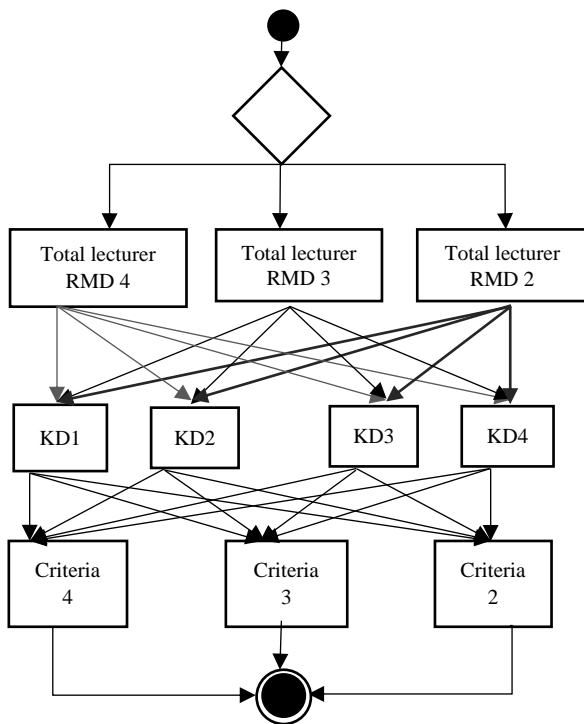 Total lecturer
RMD 4
Total lecturer
RMD 3
Total lecturer
RMD 2
KD1
KD2
KD3
KD4
Criteria
4
Criteria
3
Criteria
2